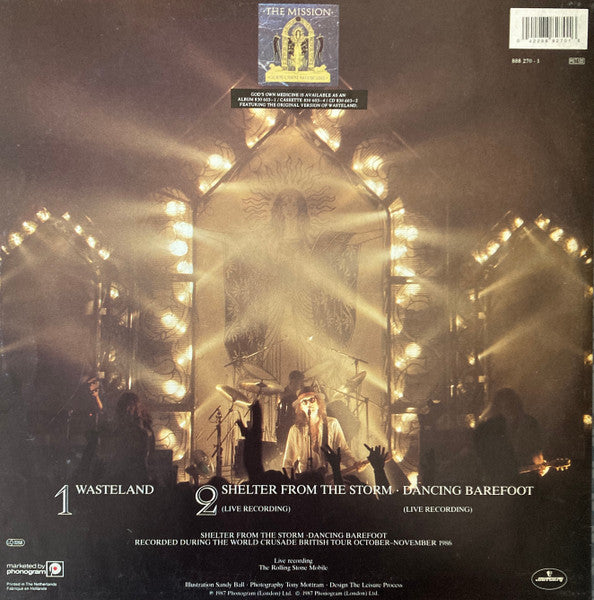 ·THE MISSION·
GOD'S OWN MEDICINE IS AVAILABLE AS AN
ALBUM 830 603-1 / CASSETTE 830 603-4 / CD 830 603-2
FEATURING THE ORIGINAL VERSION OF WASTELAND.
888 270 - 1
1 WASTELAND
2 SHELTER FROM THE STORM · DANCING BAREFOOT
(LIVE RECORDING) (LIVE RECORDING)
SHELTER FROM THE STORM ·DANCING BAREFOOT
RECORDED DURING THE WORLD CRUSADE BRITISH TOUR OCTOBER-NOVEMBER 1986
Live recording
The Rolling Stone Mobile
marketed by
phonogram
Printed in The Netherlands
Fabriqué en Hollande
Illustration Sandy Ball · Photography Tony Mottram · Design The Leisure Process
℗ 1987 Phonogram (London) Ltd. © 1987 Phonogram (London) Ltd.
mercury